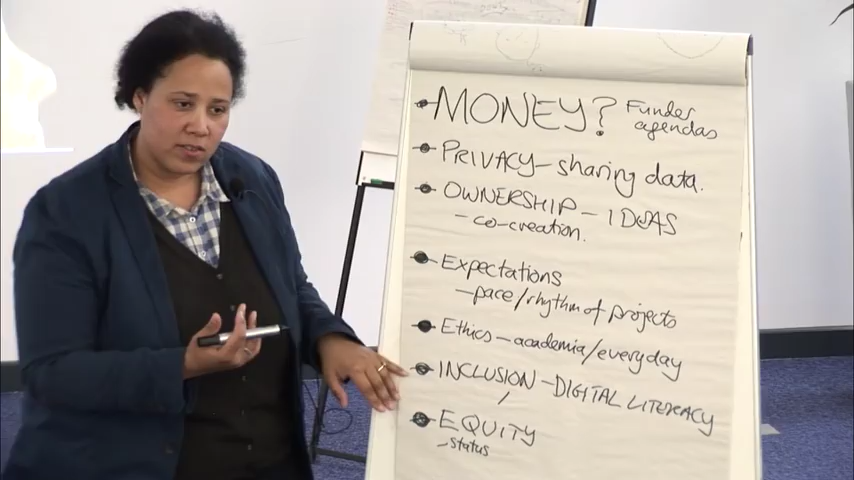 MONEY? Funder
agendas
PRIVACY - sharing data.
OWNERSHIP - IDEAS
- co-creation.
Expectations
- pace/rhythm of projects
Ethics - academia/everyday
INCLUSION - DIGITAL LITERACY
EQUITY
- status